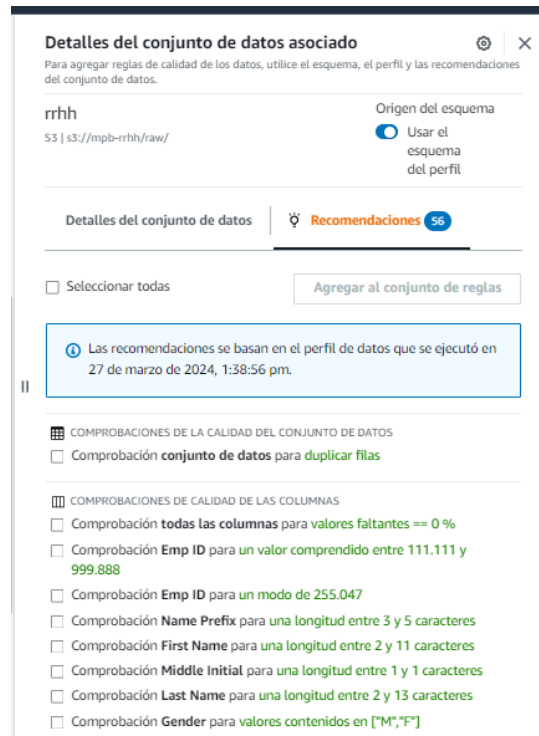 Detalles del conjunto de datos asociado
Para agregar reglas de calidad de los datos, utilice el esquema, el perfil y las recomendaciones
del conjunto de datos.
rrhh
S3 | s3://mpb-rrhh/raw/
Origen del esquema
Usar el
esquema
del perfil
Detalles del conjunto de datos
Recomendaciones 56
Seleccionar todas
Agregar al conjunto de reglas
Las recomendaciones se basan en el perfil de datos que se ejecutó en
27 de marzo de 2024, 1:38:56 pm.
COMPROBACIONES DE LA CALIDAD DEL CONJUNTO DE DATOS
Comprobación conjunto de datos para duplicar filas
COMPROBACIONES DE CALIDAD DE LAS COLUMNAS
Comprobación todas las columnas para valores faltantes == 0 %
Comprobación Emp ID para un valor comprendido entre 111.111 y
999.888
Comprobación Emp ID para un modo de 255.047
Comprobación Name Prefix para una longitud entre 3 y 5 caracteres
Comprobación First Name para una longitud entre 2 y 11 caracteres
Comprobación Middle Initial para una longitud entre 1 y 1 caracteres
Comprobación Last Name para una longitud entre 2 y 13 caracteres
Comprobación Gender para valores contenidos en ["M","F"]